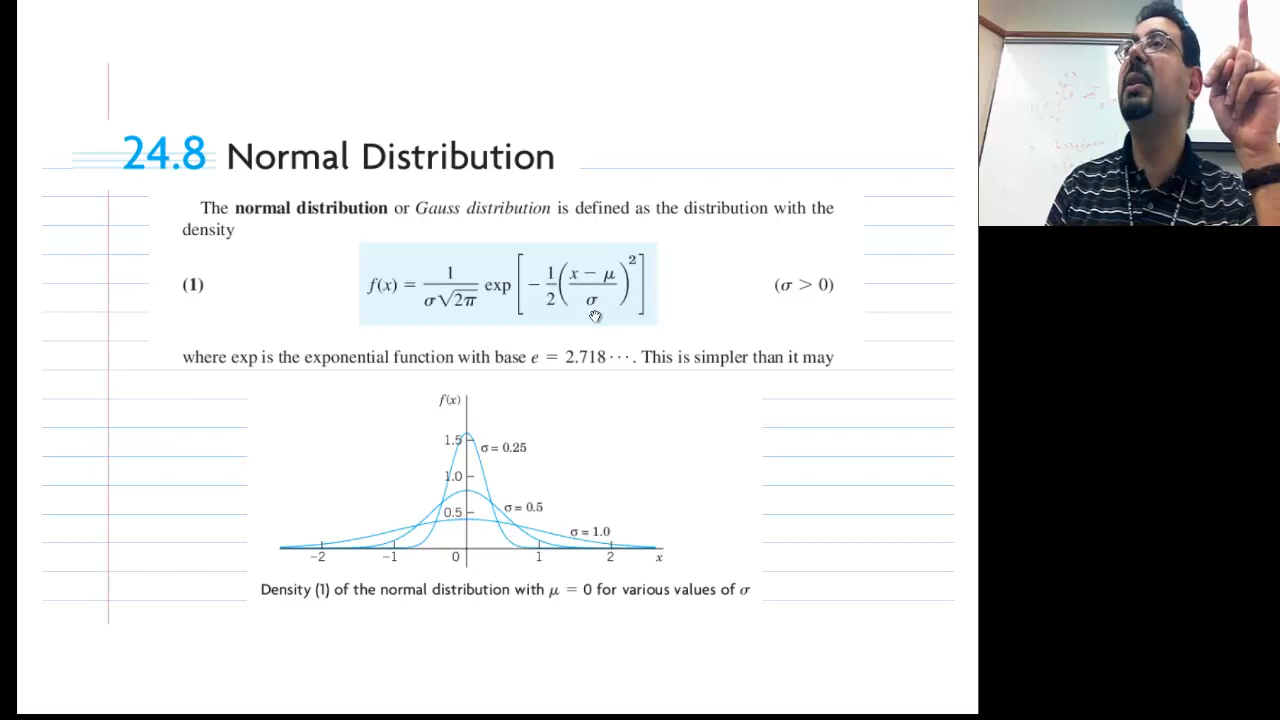 24.8 Normal Distribution
The normal distribution or Gauss distribution is defined as the distribution with the
density
(1) f(x) = 1/(σ√2π) exp[−1/2((x − μ)/σ)²] (σ > 0)
where exp is the exponential function with base e = 2.718 · · · . This is simpler than it may
f(x)
1.5
σ = 0.25
1.0
0.5
σ = 0.5
σ = 1.0
−2 −1 0 1 2 x
Density (1) of the normal distribution with μ = 0 for various values of σ